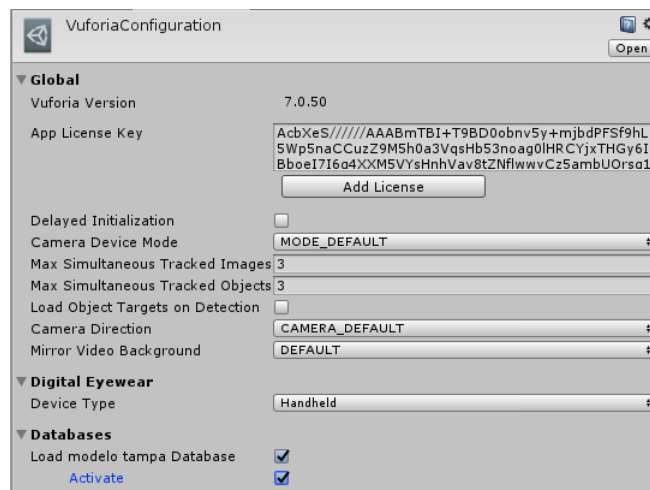 VuforiaConfiguration
Open
Global
Vuforia Version 7.0.50
App License Key AcbXeS//////AAABmTBI+T9BD0obnv5y+mjbdPFSf9hL
5Wp5naCCuzZ9M5h0a3VqsHb53noag0lHRCYjxTHGy6I
BboeI7I6q4XXM5VYsHnhVav8tZNflwwvCz5ambUOrsq1
Add License
Delayed Initialization
Camera Device Mode MODE_DEFAULT
Max Simultaneous Tracked Images 3
Max Simultaneous Tracked Objects 3
Load Object Targets on Detection
Camera Direction CAMERA_DEFAULT
Mirror Video Background DEFAULT
Digital Eyewear
Device Type Handheld
Databases
Load modelo tampa Database
Activate